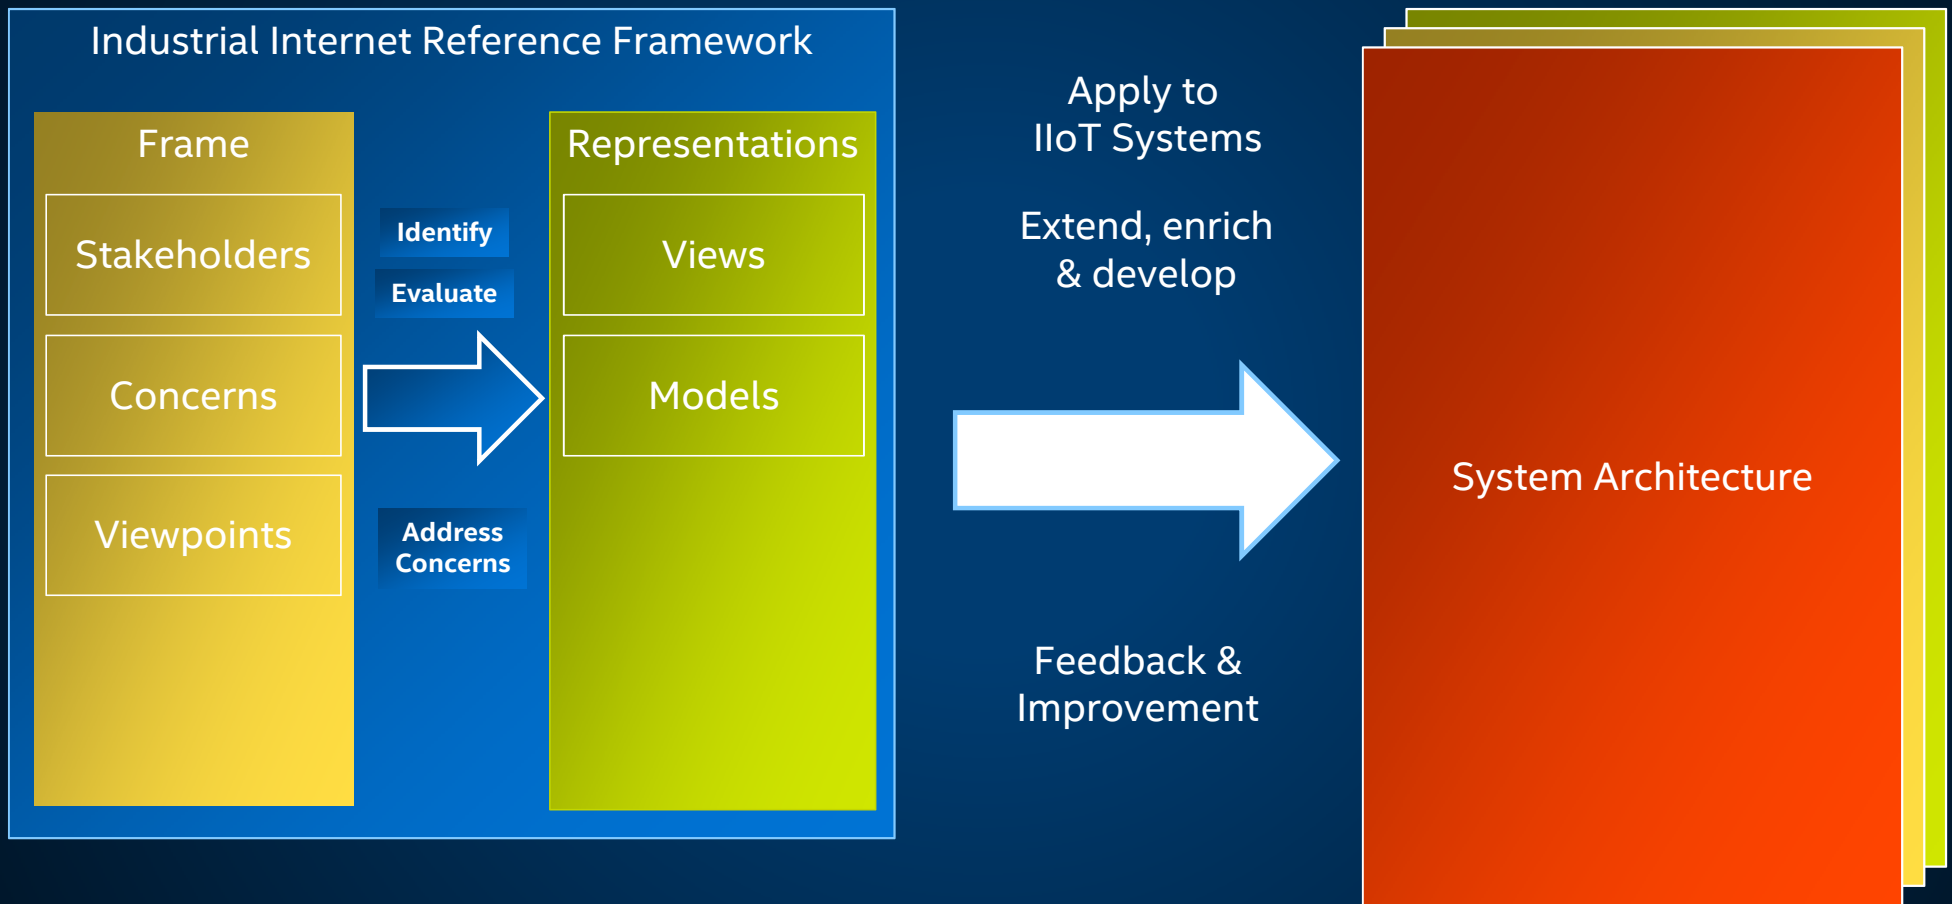 Industrial Internet Reference Framework
Frame
Stakeholders
Concerns
Viewpoints
Identify
Evaluate
Address
Concerns
Representations
Views
Models
Apply to
IIoT Systems
Extend, enrich
& develop
Feedback &
Improvement
System Architecture